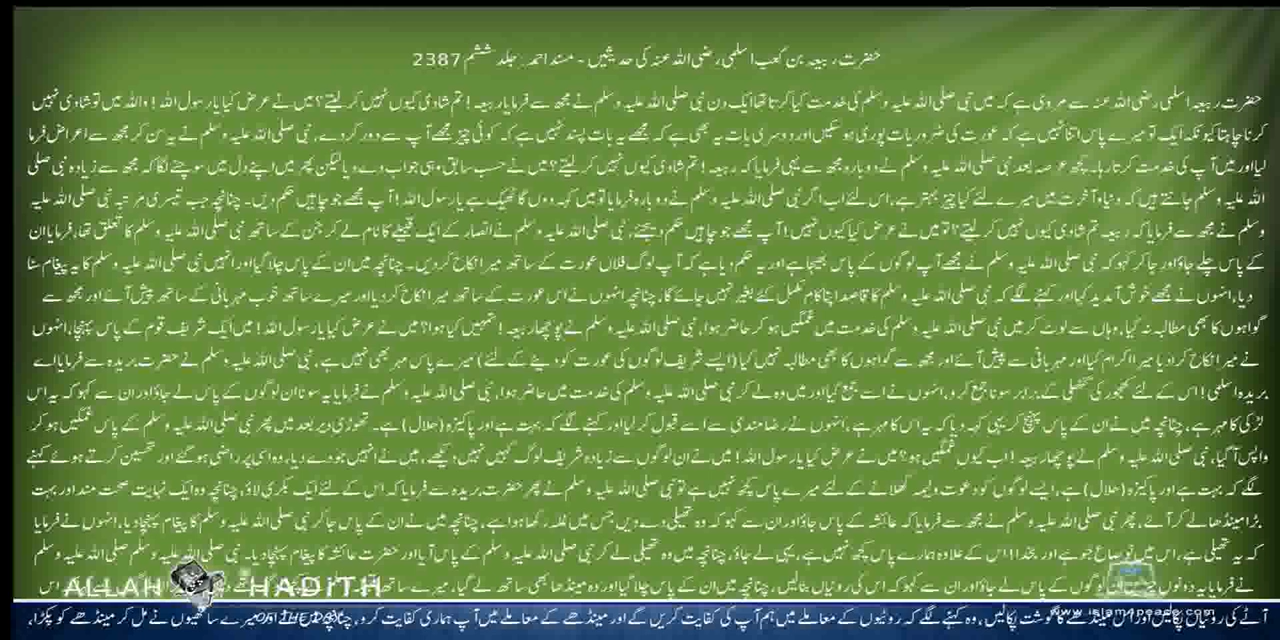 حضرت ربیعہ بن کعب اسلمی رضی اللہ عنہ کی حدیثیں - مسند احمد: جلد ششم 2387
حضرت ربیعہ اسلمی رضی اللہ عنہ سے مروی ہے کہ میں نبی صلی اللہ علیہ وسلم کی خدمت کیا کرتا تھا ایک دن نبی صلی اللہ علیہ وسلم نے مجھ سے فرمایا ربیعہ! تم شادی کیوں نہیں کر لیتے؟ میں نے عرض کیا یا رسول اللہ! واللہ میں تو شادی نہیں
کرنا چاہتا کیونکہ ایک تو میرے پاس اتنا نہیں ہے کہ عورت کی ضروریات پوری ہو سکیں اور دوسری بات یہ بھی ہے کہ مجھے یہ بات پسند نہیں ہے کہ کوئی چیز مجھے آپ سے دور کر دے، نبی صلی اللہ علیہ وسلم نے یہ سن کر مجھ سے اعراض فرما
لیا اور میں آپ کی خدمت کرتا رہا، کچھ عرصہ بعد نبی صلی اللہ علیہ وسلم نے دوبارہ مجھ سے یہی فرمایا کہ ربیعہ! تم شادی کیوں نہیں کر لیتے؟ میں نے حسب سابق وہی جواب دے دیا لیکن پھر میں اپنے دل میں سوچنے لگا کہ مجھ سے زیادہ نبی صلی
اللہ علیہ وسلم جانتے ہیں کہ دنیا و آخرت میں میرے لئے کیا چیز بہتر ہے، اس لئے اب اگر نبی صلی اللہ علیہ وسلم نے دوبارہ فرمایا تو میں کہہ دوں گا ٹھیک ہے یا رسول اللہ! آپ مجھے جو چاہیں حکم دیں۔ چنانچہ جب تیسری مرتبہ نبی صلی اللہ علیہ
وسلم نے مجھ سے فرمایا کہ ربیعہ تم شادی کیوں نہیں کر لیتے؟ تو میں نے عرض کیا کیوں نہیں! آپ مجھے جو چاہیں حکم دیجئے، نبی صلی اللہ علیہ وسلم نے انصار کے ایک قبیلے کا نام لے کر جن کے ساتھ نبی صلی اللہ علیہ وسلم کا تعلق تھا، فرمایا ان
کے پاس چلے جاؤ اور جا کر کہو کہ نبی صلی اللہ علیہ وسلم نے مجھے آپ لوگوں کے پاس بھیجا ہے اور یہ حکم دیا ہے کہ آپ لوگ فلاں عورت کے ساتھ میرا نکاح کر دیں۔ چنانچہ میں ان کے پاس چلا گیا اور انہیں نبی صلی اللہ علیہ وسلم کا یہ پیغام سنا
دیا، انہوں نے مجھے خوش آمدید کہا اور کہنے لگے کہ نبی صلی اللہ علیہ وسلم کا قاصد اپنا کام مکمل کئے بغیر نہیں جائے گا، چنانچہ انہوں نے اس عورت کے ساتھ میرا نکاح کر دیا اور میرے ساتھ خوب مہربانی کے ساتھ پیش آئے اور مجھ سے
گواہوں کا بھی مطالبہ نہ کیا، وہاں سے لوٹ کر میں نبی صلی اللہ علیہ وسلم کی خدمت میں غمگین ہو کر حاضر ہوا، نبی صلی اللہ علیہ وسلم نے پوچھا ربیعہ! تمہیں کیا ہوا؟ میں نے عرض کیا یا رسول اللہ! میں ایک شریف قوم کے پاس پہنچا، انہوں
نے میرا نکاح کر دیا میرا اکرام کیا اور مہربانی سے پیش آئے اور مجھ سے گواہوں کا بھی مطالبہ نہیں کیا (ایسے شریف لوگوں کی عورت کو دینے کے لئے) میرے پاس مہر بھی نہیں ہے، نبی صلی اللہ علیہ وسلم نے حضرت بریدہ سے فرمایا اے
بریدہ اسلمی! اس کے لئے کھجور کی گٹھلی کے برابر سونا جمع کرو، انہوں نے اسے جمع کیا اور میں وہ لے کر نبی صلی اللہ علیہ وسلم کی خدمت میں حاضر ہوا، نبی صلی اللہ علیہ وسلم نے فرمایا یہ سونا ان لوگوں کے پاس لے جاؤ اور ان سے کہو کہ یہ اس
لڑکی کا مہر ہے، چنانچہ میں نے ان کے پاس پہنچ کر یہی کہہ دیا کہ یہ اس کا مہر ہے، انہوں نے رضامندی سے اسے قبول کر لیا اور کہنے لگے کہ بہت ہے اور پاکیزہ (حلال) ہے۔ تھوڑی دیر بعد میں پھر نبی صلی اللہ علیہ وسلم کے پاس غمگین ہو کر
واپس آ گیا، نبی صلی اللہ علیہ وسلم نے پوچھا ربیعہ! اب کیوں غمگین ہو؟ میں نے عرض کیا یا رسول اللہ! میں نے ان لوگوں سے زیادہ شریف لوگ نہیں نہیں دیکھے، میں نے انہیں جو دے دیا، وہ اسی پر راضی ہو گئے اور تحسین کرتے ہوئے کہنے
لگے کہ بہت ہے اور پاکیزہ (حلال) ہے، ایسے لوگوں کو دعوت ولیمہ کھلانے کے لئے میرے پاس کچھ نہیں ہے تو نبی صلی اللہ علیہ وسلم نے پھر حضرت بریدہ سے فرمایا کہ اس کے لئے ایک بکری لاؤ، چنانچہ وہ ایک نہایت صحت مند اور بہت
بڑا مینڈھا لے کر آئے، پھر نبی صلی اللہ علیہ وسلم نے مجھ سے فرمایا کہ عائشہ کے پاس جاؤ اور ان سے کہو کہ وہ تھیلی دے دیں جس میں غلہ رکھا ہوا ہے، چنانچہ میں نے ان کے پاس جا کر نبی صلی اللہ علیہ وسلم کا پیغام پہنچا دیا، انہوں نے فرمایا
کہ یہ تھیلی ہے، اس میں نو صاع جو ہے اور بخدا! اس کے علاوہ ہمارے پاس کچھ نہیں ہے، یہی لے جاؤ، چنانچہ میں وہ تھیلی لے کر نبی صلی اللہ علیہ وسلم کے پاس آیا اور حضرت عائشہ کا پیغام پہنچا دیا۔ نبی صلی اللہ علیہ وسلم صلی اللہ علیہ وسلم
نے فرمایا یہ دونوں لوگوں کے پاس لے جاؤ اور ان سے کہو کہ اس کی روٹیاں بنا لیں، چنانچہ میں ان کے پاس چلا گیا اور وہ مینڈھا بھی ساتھ لے گیا، میرے ساتھ اس
آٹے کی روٹیاں پکا لیں اور اس مینڈھے کا گوشت پکا لیں، وہ کہنے لگے کہ روٹیوں کے معاملے میں ہم آپ کی کفایت کریں گے اور مینڈھے کے معاملے میں آپ ہماری کفایت کرو، چنانچہ میں اور میرے ساتھیوں نے مل کر مینڈھے کو پکڑا،
ALLAH HADITH
OF THE DAY
www.islam4peace.com